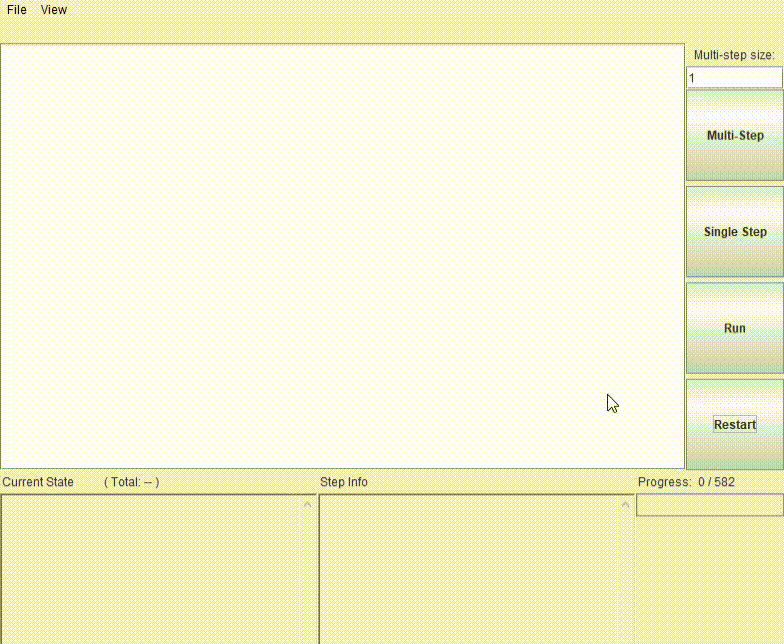 File View
Multi-step size:
1
Multi-Step
Single Step
Run
Restart
Current State ( Total: -- )
Step Info
Progress: 0 / 582